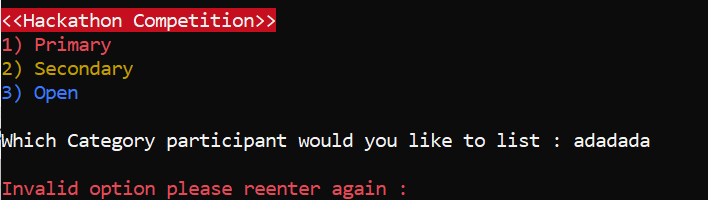 <<Hackathon Competition>>
1) Primary
2) Secondary
3) Open
Which Category participant would you like to list : adadada
Invalid option please reenter again :